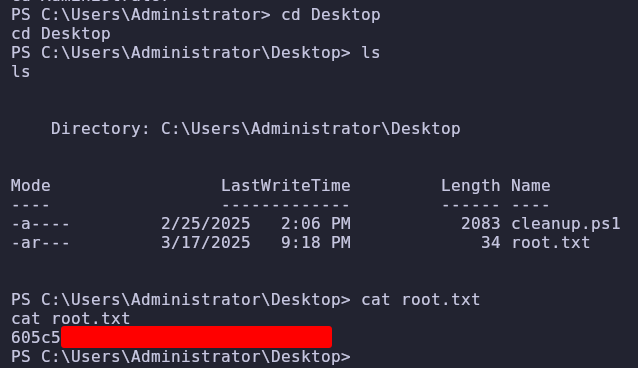 PS C:\Users\Administrator> cd Desktop
cd Desktop
PS C:\Users\Administrator\Desktop> ls
ls
    Directory: C:\Users\Administrator\Desktop
Mode                 LastWriteTime         Length Name
----                 -------------         ------ ----
-a----         2/25/2025   2:06 PM           2083 cleanup.ps1
-ar---         3/17/2025   9:18 PM             34 root.txt
PS C:\Users\Administrator\Desktop> cat root.txt
cat root.txt
605c5
PS C:\Users\Administrator\Desktop>